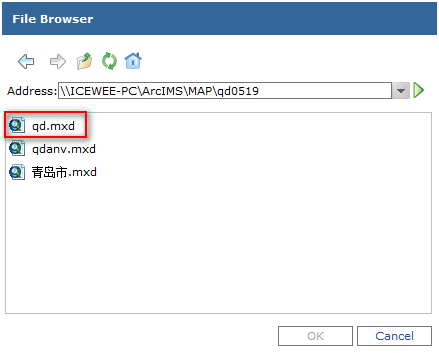 File Browser
Address: \\ICEWEE-PC\ArcIMS\MAP\qd0519
qd.mxd
qdanv.mxd
青岛市.mxd
OK Cancel